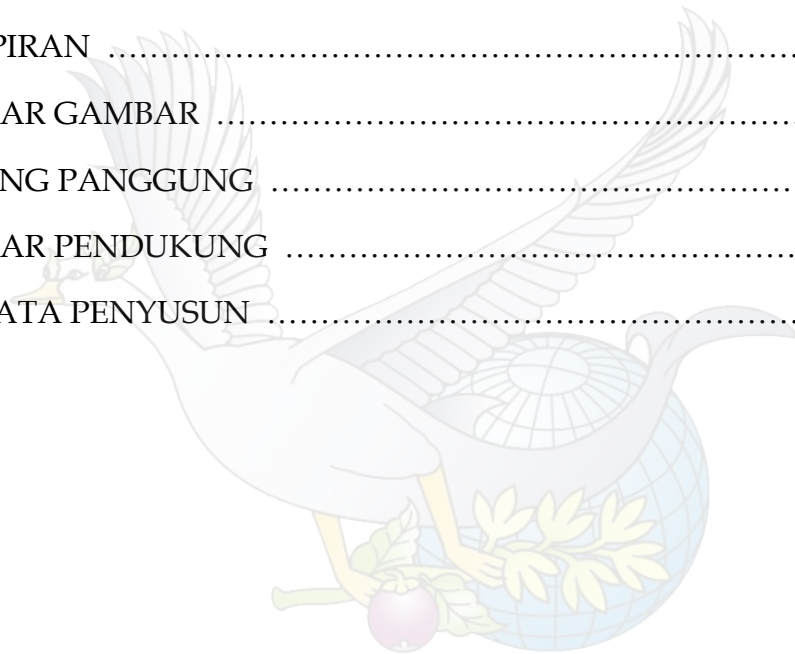 PIRAN ……………………………………………………………
AR GAMBAR …………………………………………………
NG PANGGUNG ……………………………………………
AR PENDUKUNG ……………………………………………
ATA PENYUSUN ……………………………………………